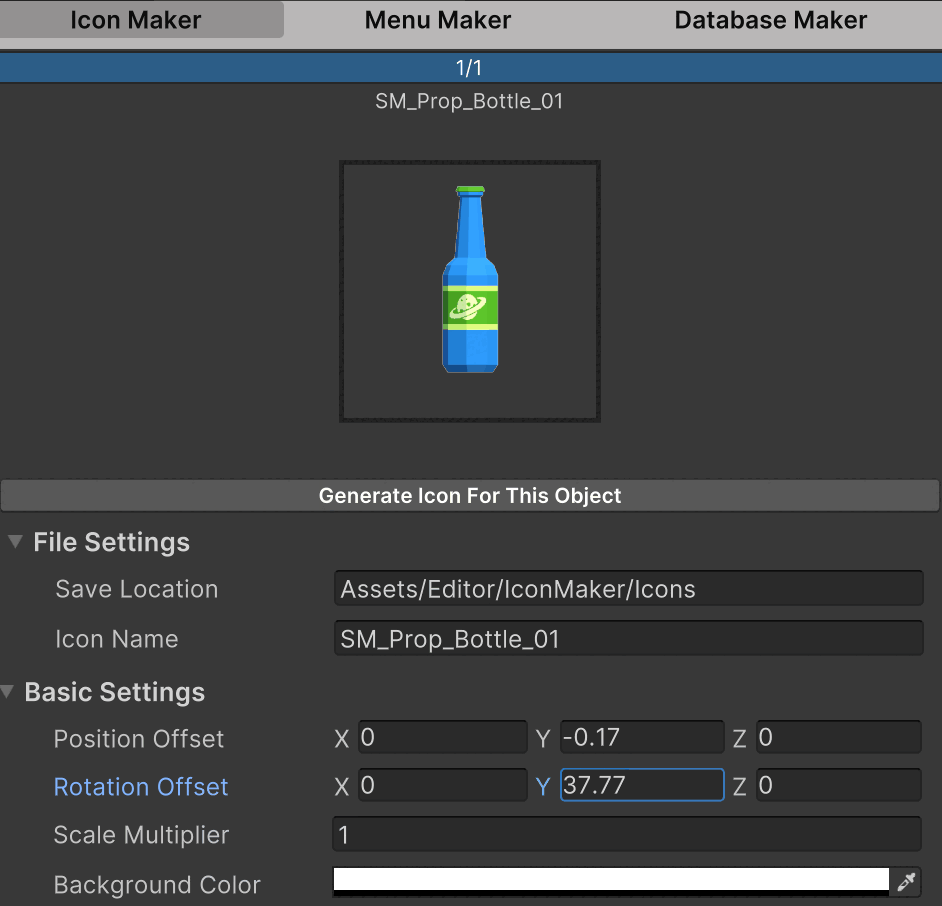 Icon Maker Menu Maker Database Maker
1/1
SM_Prop_Bottle_01
Generate Icon For This Object
File Settings
Save Location Assets/Editor/IconMaker/Icons
Icon Name SM_Prop_Bottle_01
Basic Settings
Position Offset X 0 Y -0.17 Z 0
Rotation Offset X 0 Y 37.77 Z 0
Scale Multiplier 1
Background Color